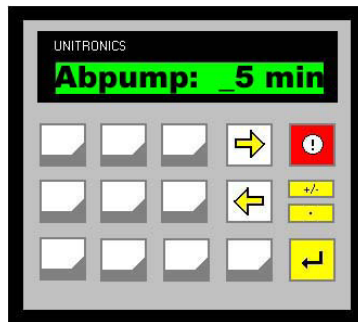 UNITRONICS
Abpump: _5 min
+/-
.